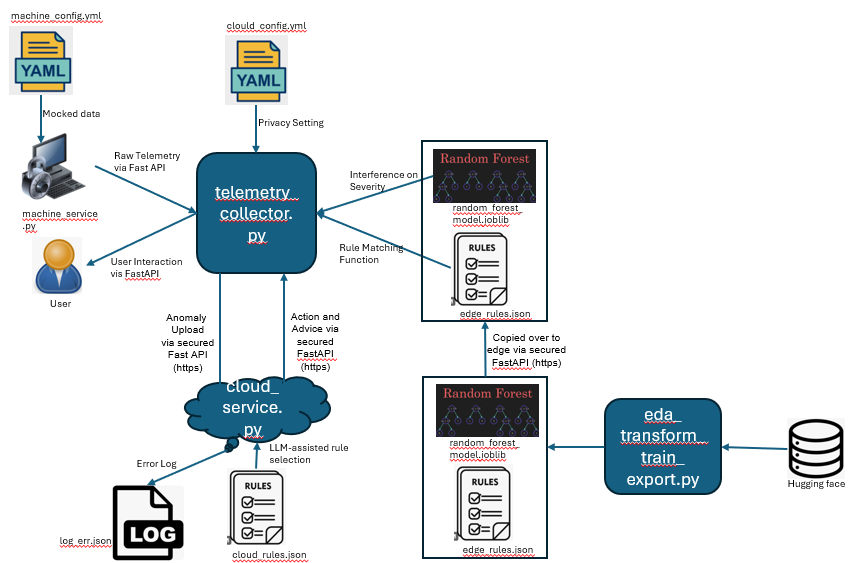 machine_config.yml
YAML
Mocked data
clould_config.yml
YAML
Privacy Setting
Raw Telemetry
via Fast API
machine_service
.py
User Interaction
vis FastAPI
User
telemetry_
collector.
py
Interference on
Severity
Rule Matching
Function
Random Forest
random_forest_
model.joblib
RULES
edge_rules.json
Anomaly
Upload
via secured
Fast API
(https)
Action and
Advice via
secured
FastAPI
(https)
Copied over to
edge via secured
FastAPI (https)
cloud_
service.
py
LLM-assisted rule
selection
Error Log
LOG
log_err.json
RULES
cloud_rules.json
Random Forest
random_forest_
model.joblib
RULES
edge_rules.json
eda_
transform_
train_
export.py
Hugging face